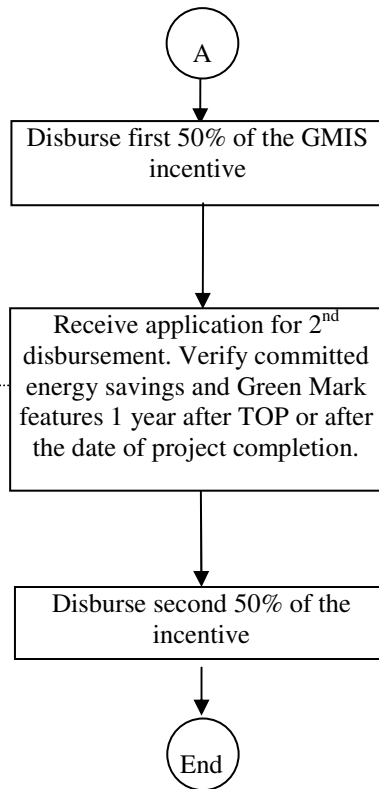 A
Disburse first 50% of the GMIS
incentive
Receive application for 2nd
disbursement. Verify committed
energy savings and Green Mark
features 1 year after TOP or after
the date of project completion.
Disburse second 50% of the
incentive
End